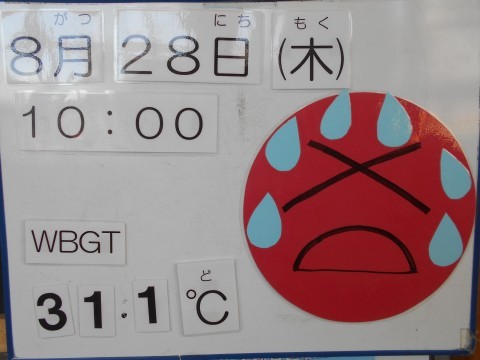 がつ にち もく
8月 28日 (木)
10：00
WBGT
ど
31.1 ℃